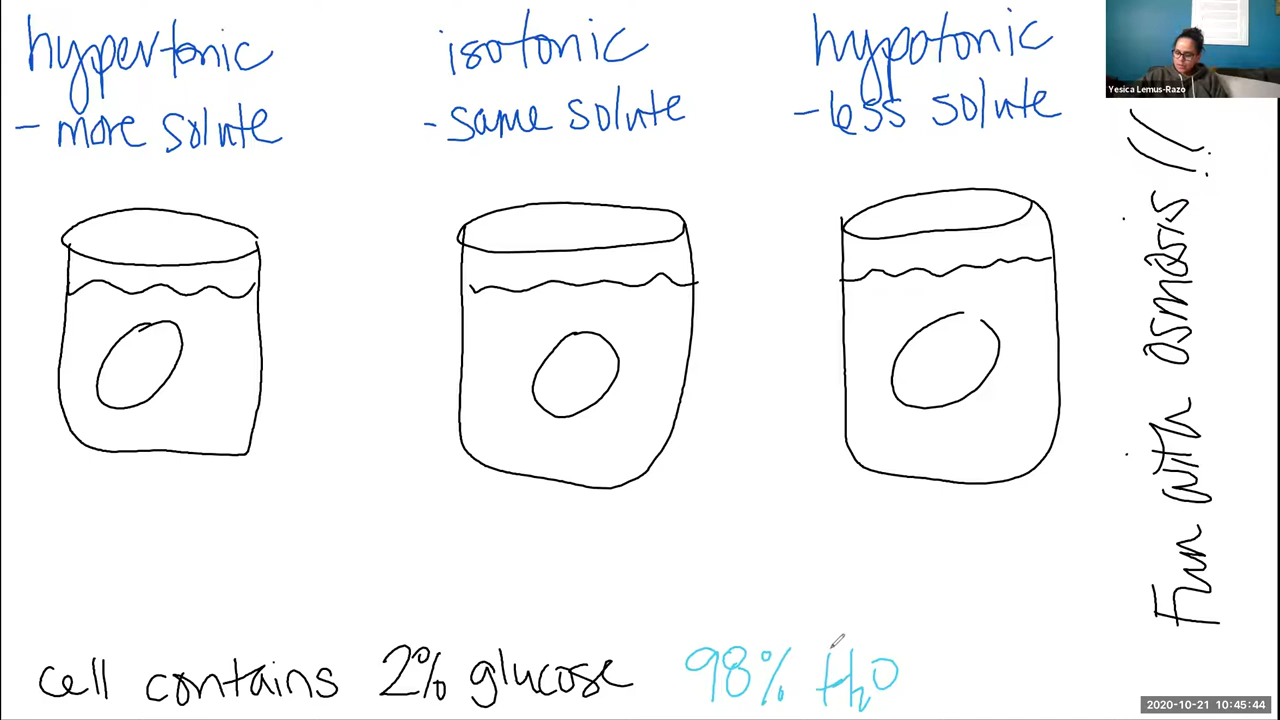 hypertonic
- more solute
isotonic
- same solute
hypotonic
- less solute
Yesica Lemus-Razo
Fun with osmosis!!
cell contains 2% glucose 98% H2O
2020-10-21 10:45:44